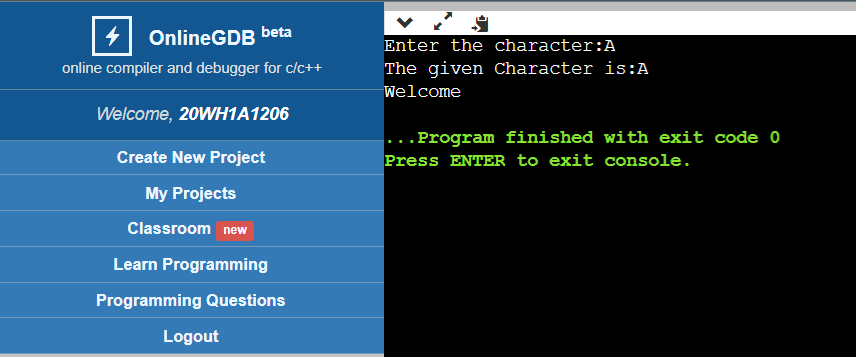 OnlineGDB beta
online compiler and debugger for c/c++
Welcome, 20WH1A1206
Create New Project
My Projects
Classroom new
Learn Programming
Programming Questions
Logout
Enter the character:A
The given Character is:A
Welcome
...Program finished with exit code 0
Press ENTER to exit console.